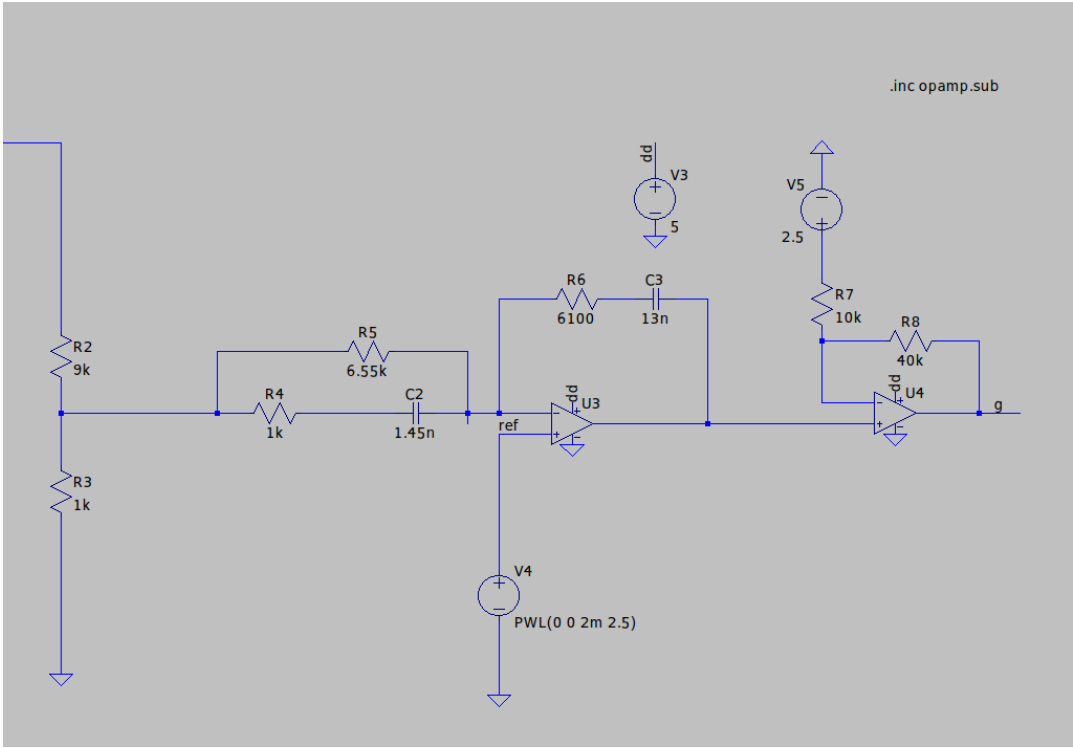 .inc opamp.sub
dd
V3
5
V5
2.5
R7
10k
R8
40k
R6
6100
C3
13n
R2
9k
R5
6.55k
R4
1k
C2
1.45n
dd
U3
ref
dd
U4
g
R3
1k
V4
PWL(0 0 2m 2.5)